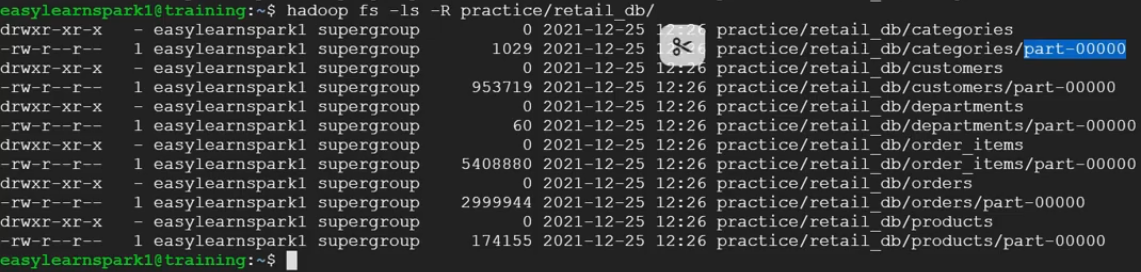 easylearnspark1@training:~$ hadoop fs -ls -R practice/retail_db/
drwxr-xr-x - easylearnspark1 supergroup 0 2021-12-25 12:26 practice/retail_db/categories
-rw-r--r-- 1 easylearnspark1 supergroup 1029 2021-12-25 practice/retail_db/categories/part-00000
drwxr-xr-x - easylearnspark1 supergroup 0 2021-12-25 12:26 practice/retail_db/customers
-rw-r--r-- 1 easylearnspark1 supergroup 953719 2021-12-25 12:26 practice/retail_db/customers/part-00000
drwxr-xr-x - easylearnspark1 supergroup 0 2021-12-25 12:26 practice/retail_db/departments
-rw-r--r-- 1 easylearnspark1 supergroup 60 2021-12-25 12:26 practice/retail_db/departments/part-00000
drwxr-xr-x - easylearnspark1 supergroup 0 2021-12-25 12:26 practice/retail_db/order_items
-rw-r--r-- 1 easylearnspark1 supergroup 5408880 2021-12-25 12:26 practice/retail_db/order_items/part-00000
drwxr-xr-x - easylearnspark1 supergroup 0 2021-12-25 12:26 practice/retail_db/orders
-rw-r--r-- 1 easylearnspark1 supergroup 2999944 2021-12-25 12:26 practice/retail_db/orders/part-00000
drwxr-xr-x - easylearnspark1 supergroup 0 2021-12-25 12:26 practice/retail_db/products
-rw-r--r-- 1 easylearnspark1 supergroup 174155 2021-12-25 12:26 practice/retail_db/products/part-00000
easylearnspark1@training:~$